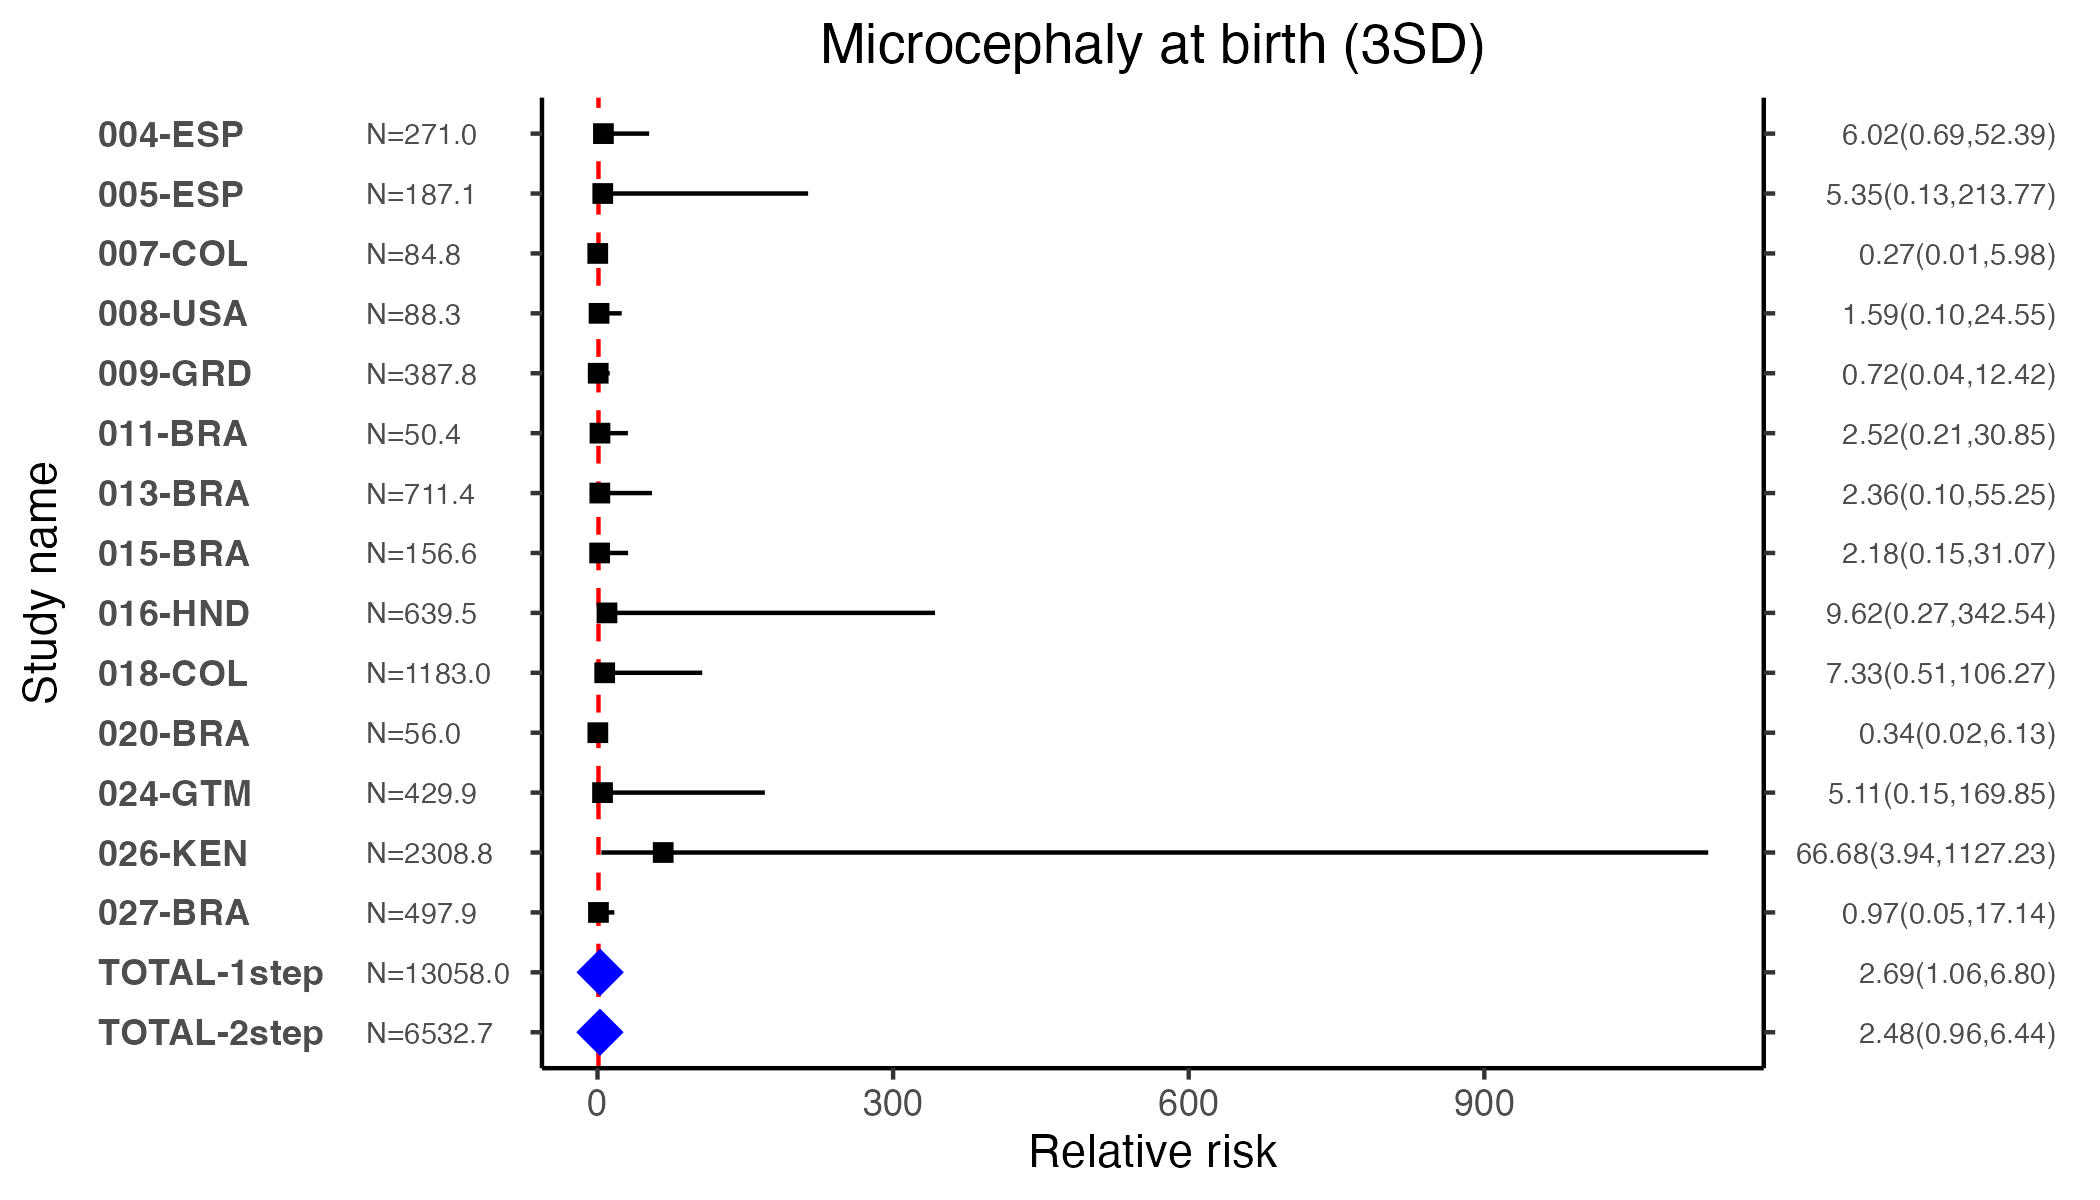 Microcephaly at birth (3SD)
Study name
004-ESP N=271.0 6.02(0.69,52.39)
005-ESP N=187.1 5.35(0.13,213.77)
007-COL N=84.8 0.27(0.01,5.98)
008-USA N=88.3 1.59(0.10,24.55)
009-GRD N=387.8 0.72(0.04,12.42)
011-BRA N=50.4 2.52(0.21,30.85)
013-BRA N=711.4 2.36(0.10,55.25)
015-BRA N=156.6 2.18(0.15,31.07)
016-HND N=639.5 9.62(0.27,342.54)
018-COL N=1183.0 7.33(0.51,106.27)
020-BRA N=56.0 0.34(0.02,6.13)
024-GTM N=429.9 5.11(0.15,169.85)
026-KEN N=2308.8 66.68(3.94,1127.23)
027-BRA N=497.9 0.97(0.05,17.14)
TOTAL-1step N=13058.0 2.69(1.06,6.80)
TOTAL-2step N=6532.7 2.48(0.96,6.44)
0 300 600 900
Relative risk